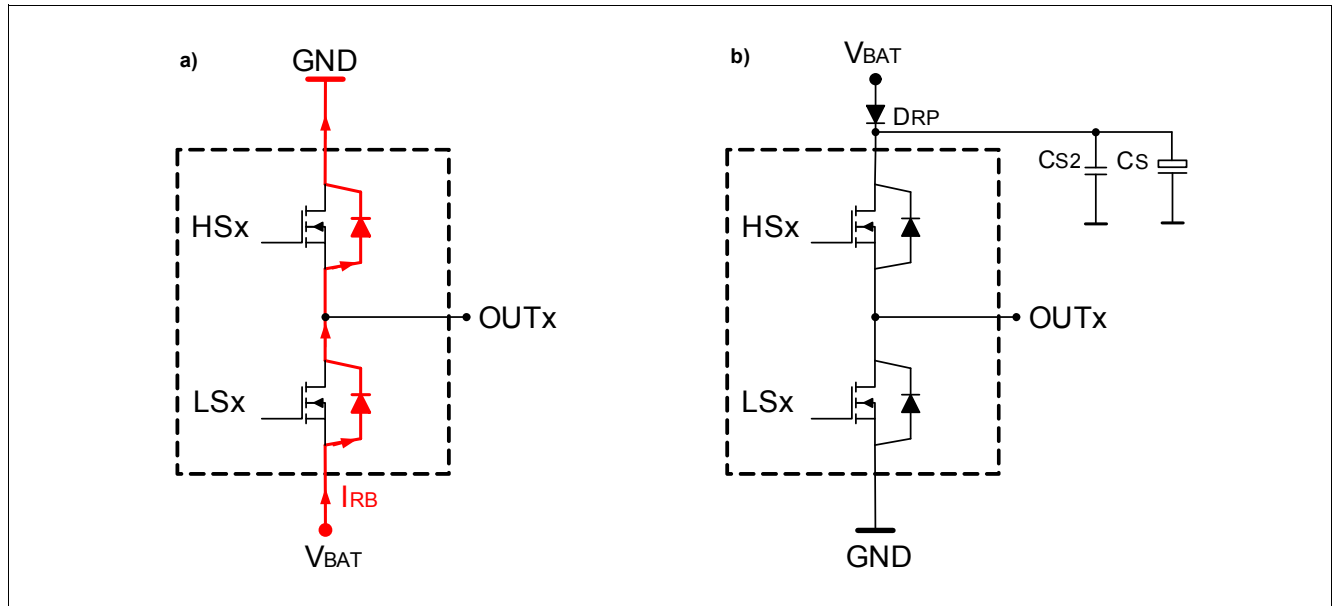 a)
GND
HSx
OUTx
LSx
IRB
VBAT
b)
VBAT
DRP
CS2
CS
HSx
OUTx
LSx
GND